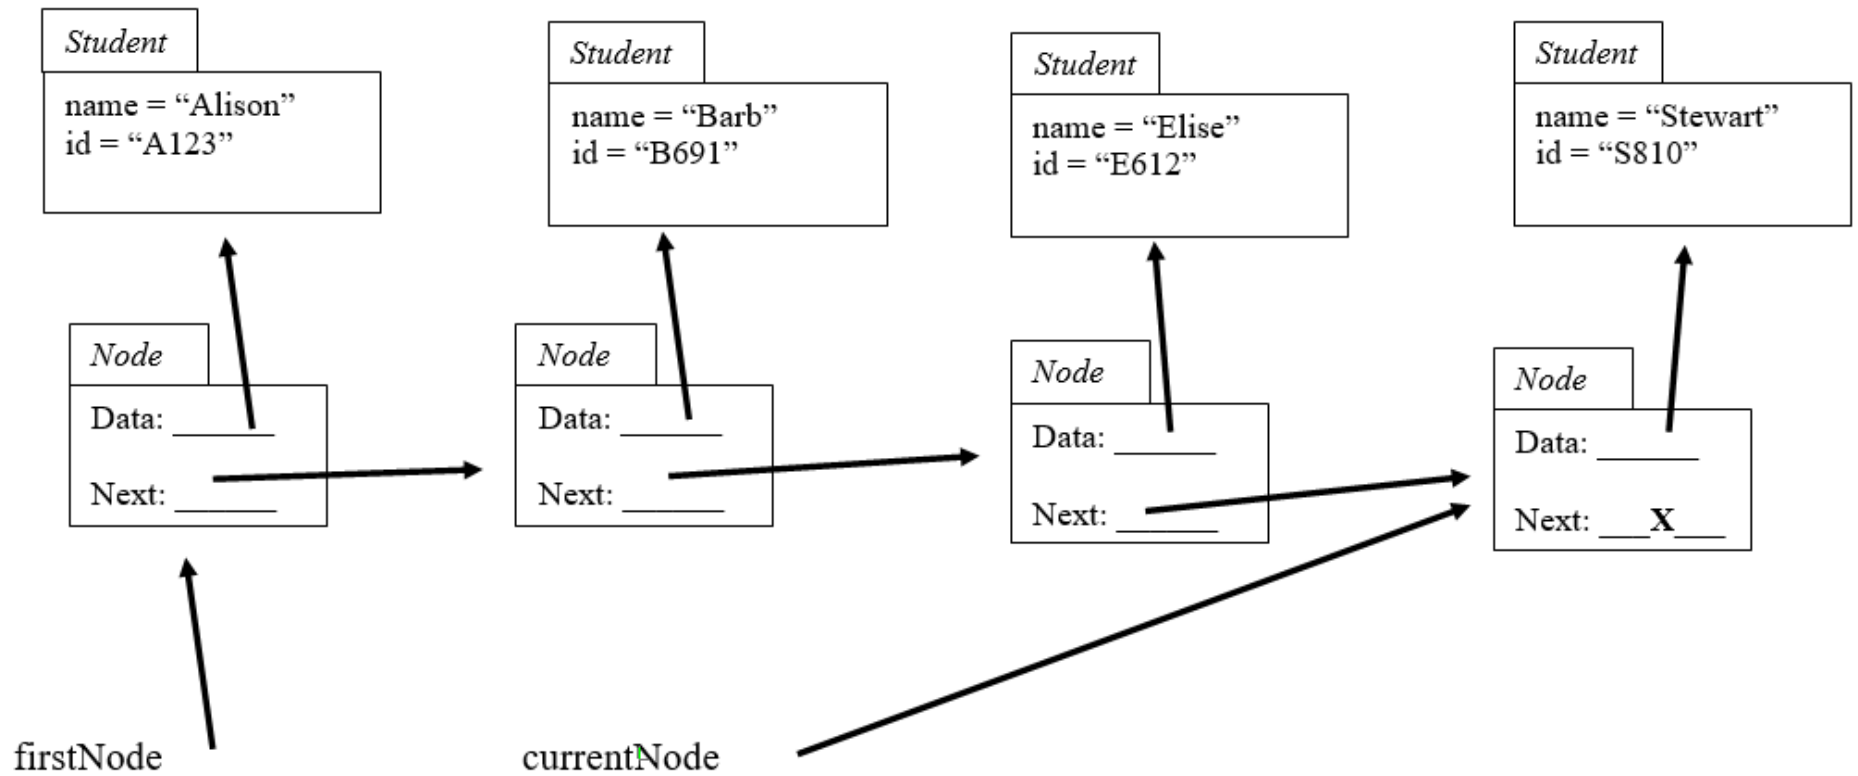 Student
name = “Alison”
id = “A123”
Student
name = “Barb”
id = “B691”
Student
name = “Elise”
id = “E612”
Student
name = “Stewart”
id = “S810”
Node
Data: ______
Next: ______
Node
Data: ______
Next: ______
Node
Data: ______
Next: ______
Node
Data: ______
Next: ___X___
firstNode
currentNode